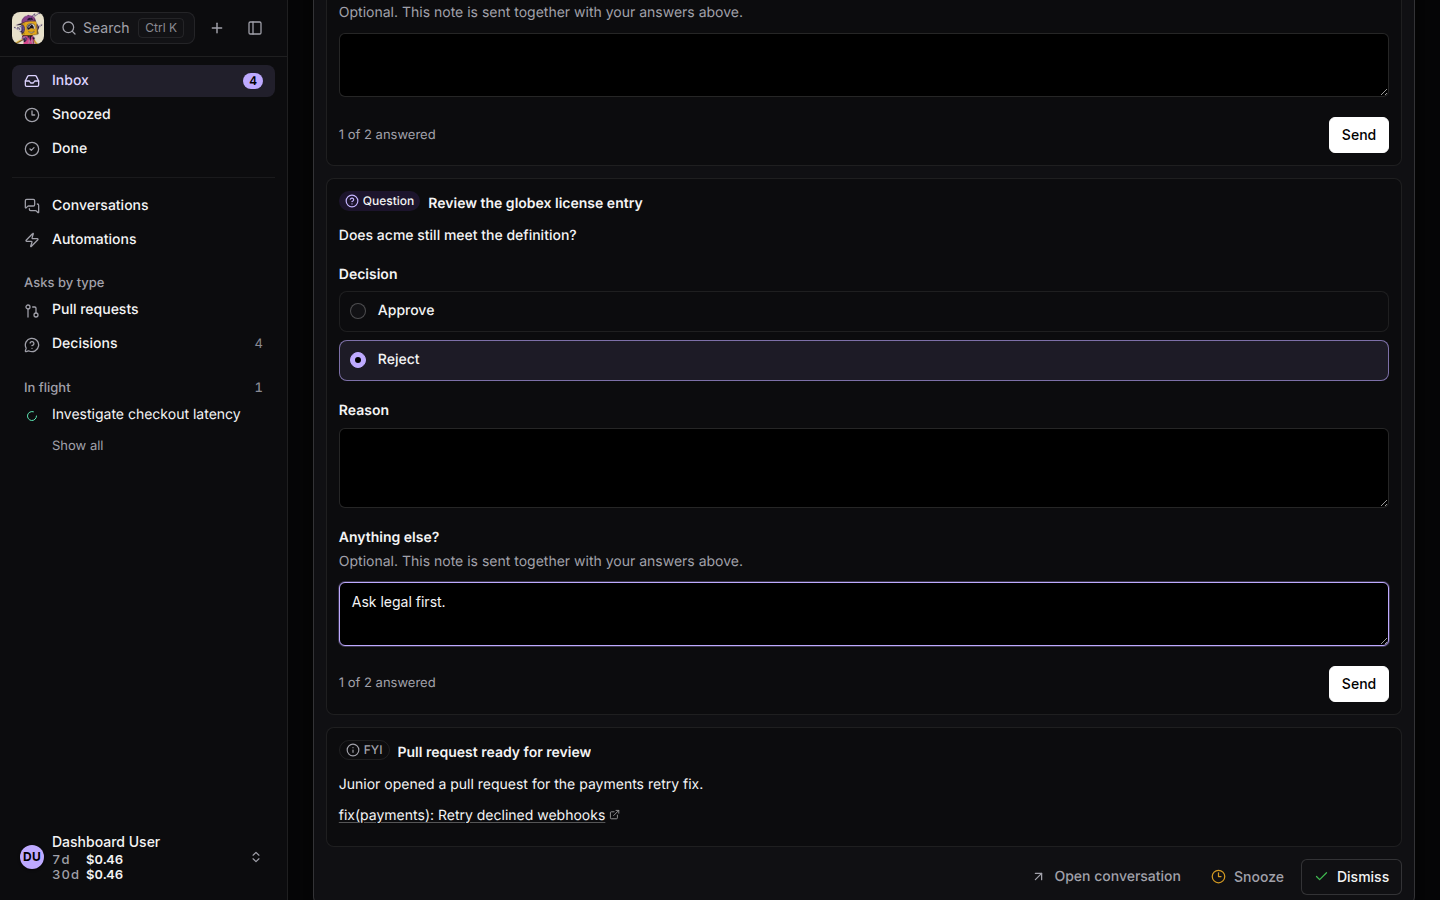 Search Ctrl K
Inbox 4
Snoozed
Done
Conversations
Automations
Asks by type
Pull requests
Decisions 4
In flight 1
Investigate checkout latency
Show all
DU
Dashboard User
7d $0.46
30d $0.46
Optional. This note is sent together with your answers above.
1 of 2 answered
Send
Question Review the globex license entry
Does acme still meet the definition?
Decision
Approve
Reject
Reason
Anything else?
Optional. This note is sent together with your answers above.
Ask legal first.
1 of 2 answered
Send
FYI Pull request ready for review
Junior opened a pull request for the payments retry fix.
fix(payments): Retry declined webhooks
Open conversation Snooze Dismiss